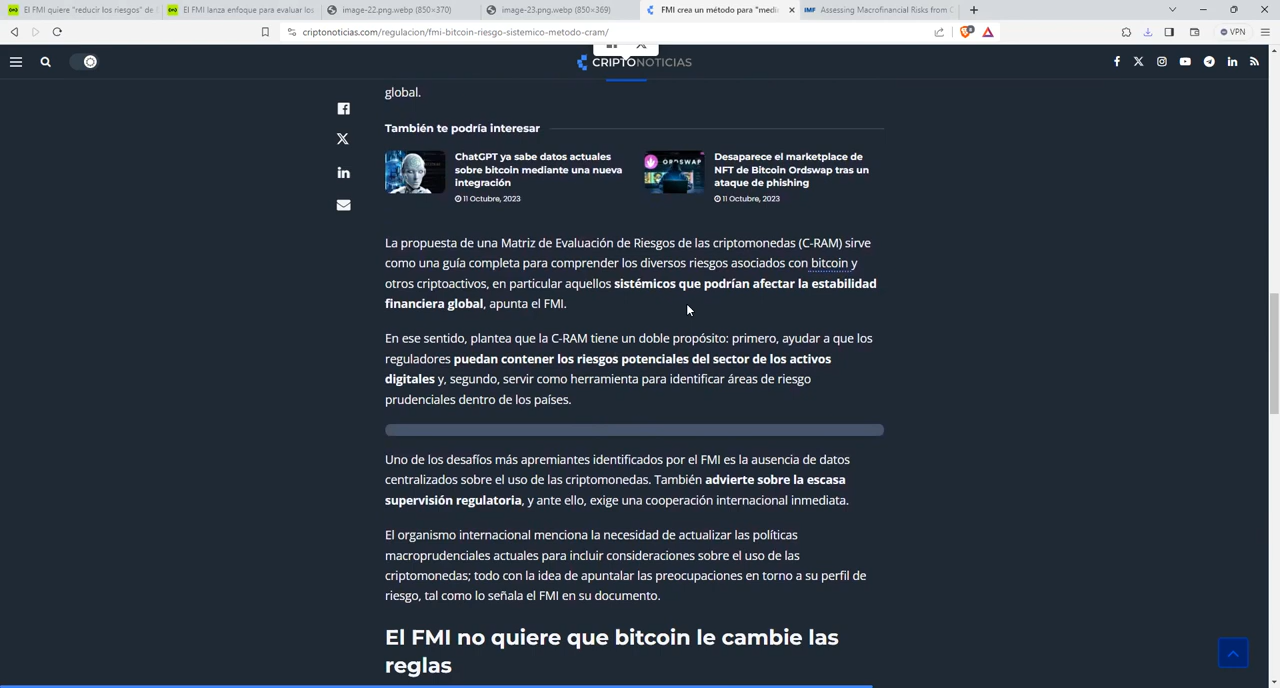 El FMI quiere "reducir los riesgos" de
El FMI lanza enfoque para evaluar los
image-22.png.webp (850×370)
image-23.png.webp (850×369)
FMI crea un método para "medi
Assessing Macrofinancial Risks from C
criptonoticias.com/regulacion/fmi-bitcoin-riesgo-sistemico-metodo-cram/
VPN
CRIPTONOTICIAS
global.
También te podría interesar
ChatGPT ya sabe datos actuales
sobre bitcoin mediante una nueva
integración
11 Octubre, 2023
ORDSWAP
Desaparece el marketplace de
NFT de Bitcoin Ordswap tras un
ataque de phishing
11 Octubre, 2023
La propuesta de una Matriz de Evaluación de Riesgos de las criptomonedas (C-RAM) sirve
como una guía completa para comprender los diversos riesgos asociados con bitcoin y
otros criptoactivos, en particular aquellos sistémicos que podrían afectar la estabilidad
financiera global, apunta el FMI.
En ese sentido, plantea que la C-RAM tiene un doble propósito: primero, ayudar a que los
reguladores puedan contener los riesgos potenciales del sector de los activos
digitales y, segundo, servir como herramienta para identificar áreas de riesgo
prudenciales dentro de los países.
Uno de los desafíos más apremiantes identificados por el FMI es la ausencia de datos
centralizados sobre el uso de las criptomonedas. También advierte sobre la escasa
supervisión regulatoria, y ante ello, exige una cooperación internacional inmediata.
El organismo internacional menciona la necesidad de actualizar las políticas
macroprudenciales actuales para incluir consideraciones sobre el uso de las
criptomonedas; todo con la idea de apuntalar las preocupaciones en torno a su perfil de
riesgo, tal como lo señala el FMI en su documento.
El FMI no quiere que bitcoin le cambie las
reglas